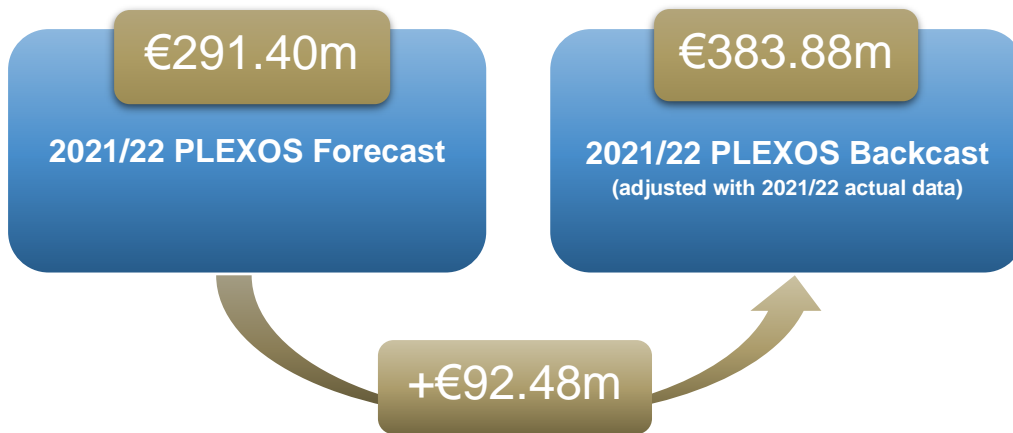 €291.40m
2021/22 PLEXOS Forecast
€383.88m
2021/22 PLEXOS Backcast
(adjusted with 2021/22 actual data)
+€92.48m